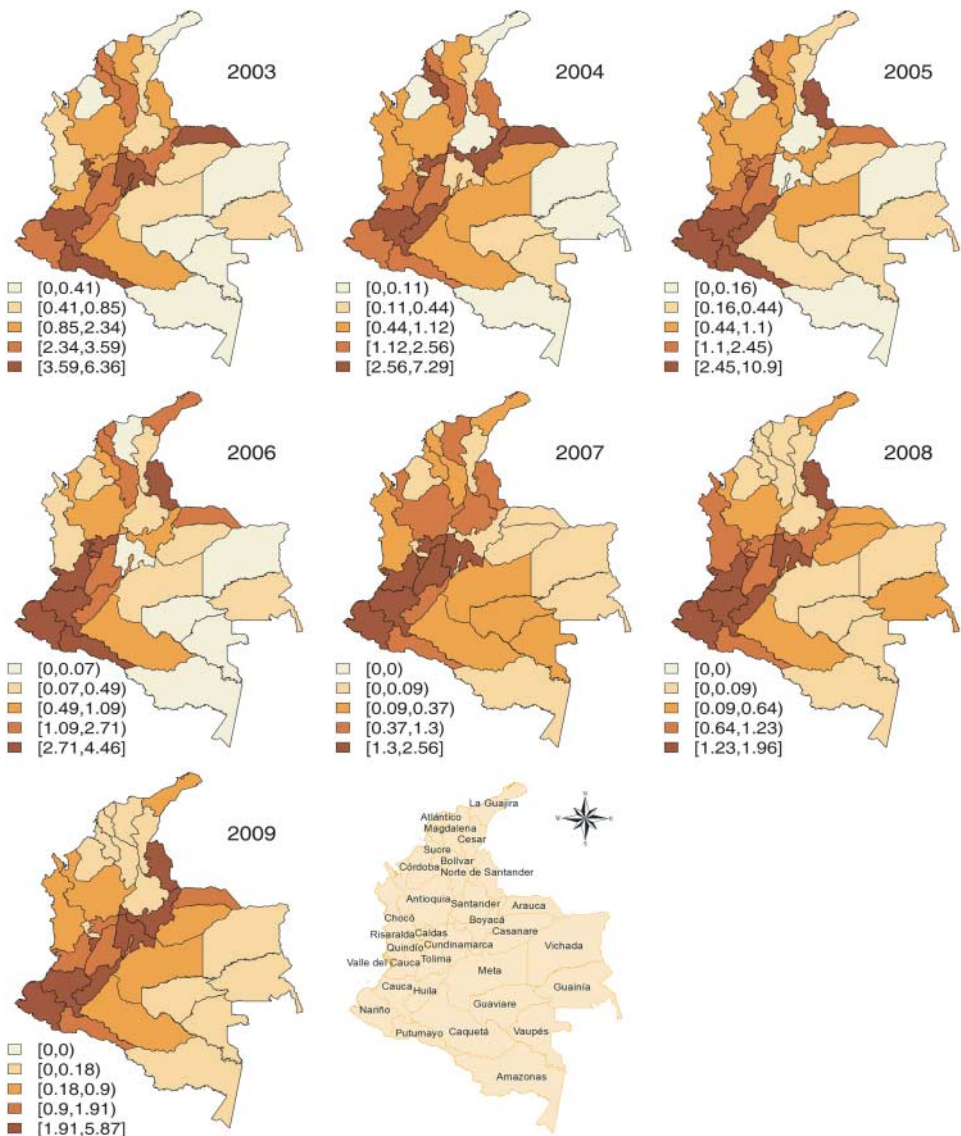 2003
[0,0.41)
[0.41,0.85)
[0.85,2.34)
[2.34,3.59)
[3.59,6.36]
2004
[0,0.11)
[0.11,0.44)
[0.44,1.12)
[1.12,2.56)
[2.56,7.29]
2005
[0,0.16)
[0.16,0.44)
[0.44,1.1)
[1.1,2.45)
[2.45,10.9]
2006
[0,0.07)
[0.07,0.49)
[0.49,1.09)
[1.09,2.71)
[2.71,4.46]
2007
[0,0)
[0,0.09)
[0.09,0.37)
[0.37,1.3)
[1.3,2.56]
2008
[0,0)
[0,0.09)
[0.09,0.64)
[0.64,1.23)
[1.23,1.96]
2009
[0,0)
[0,0.18)
[0.18,0.9)
[0.9,1.91)
[1.91,5.87]
La Guajira
Atlántico
Magdalena
Cesar
Sucre
Bolívar
Córdoba
Norte de Santander
Antioquia
Santander
Arauca
Chocó
Boyacá
Risaralda
Caldas
Casanare
Quindío
Cundinamarca
Vichada
Valle del Cauca
Tolima
Meta
Cauca
Huila
Guainía
Nariño
Guaviare
Putumayo
Caquetá
Vaupés
Amazonas
N
W
E
S